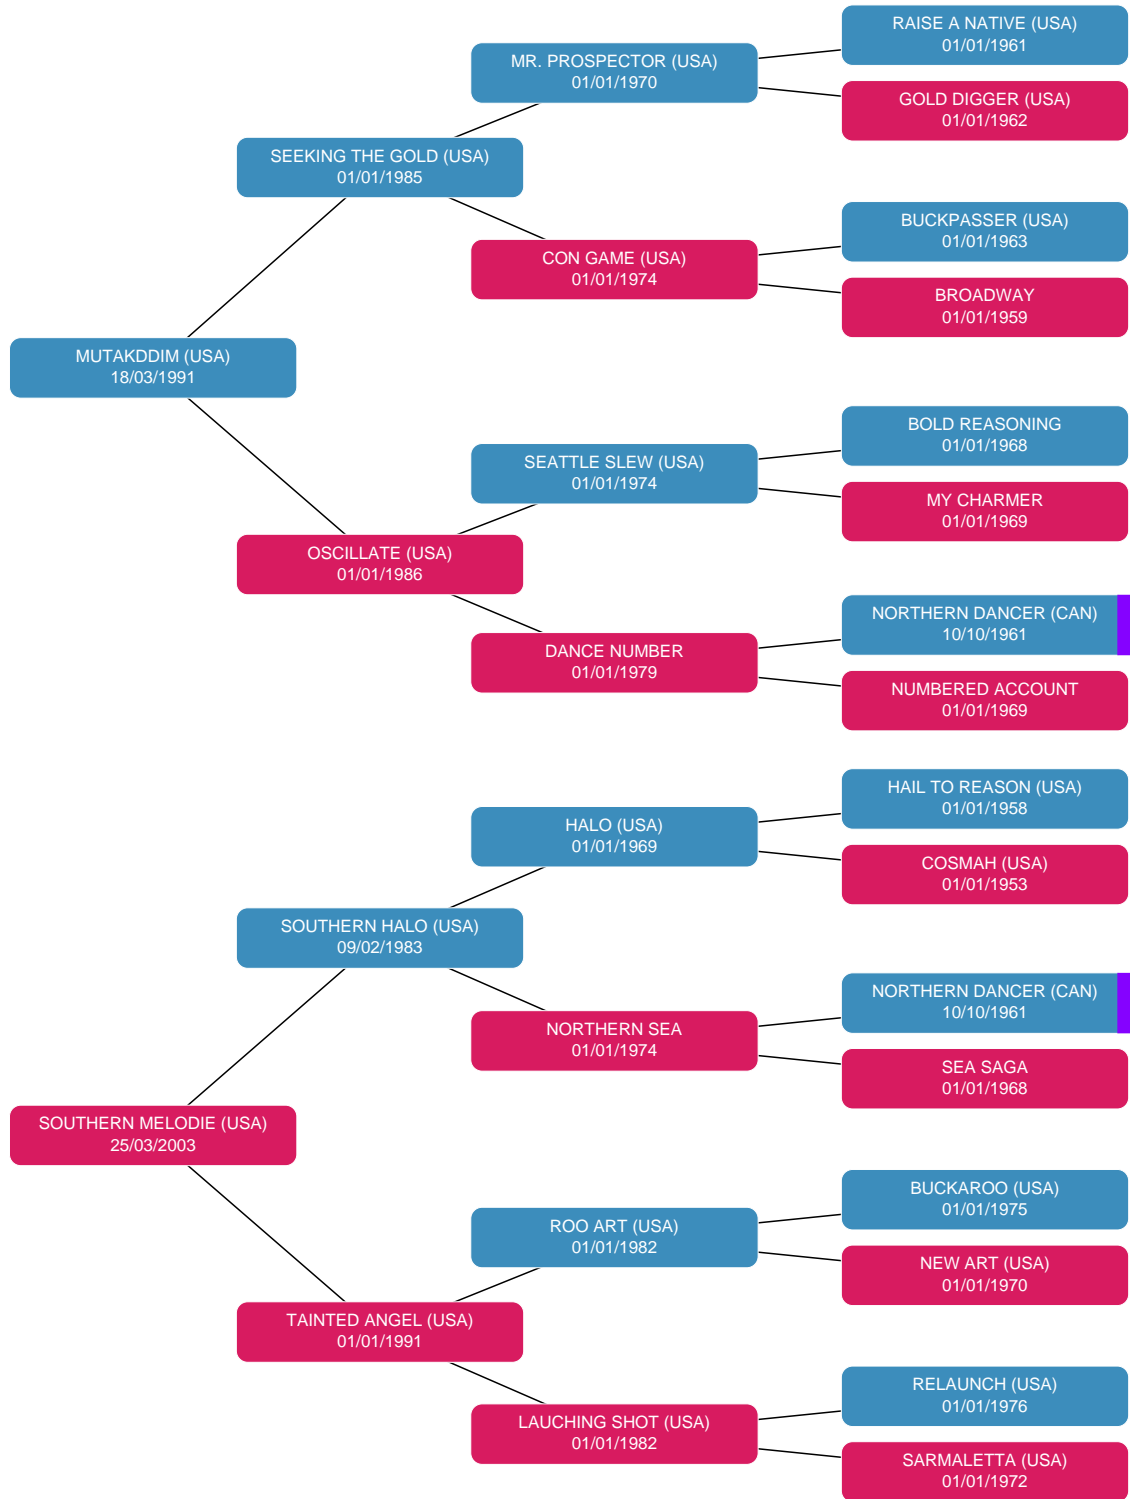 RAISE A NATIVE (USA)
01/01/1961
MR. PROSPECTOR (USA)
01/01/1970
GOLD DIGGER (USA)
01/01/1962
SEEKING THE GOLD (USA)
01/01/1985
BUCKPASSER (USA)
01/01/1963
CON GAME (USA)
01/01/1974
BROADWAY
01/01/1959
MUTAKDDIM (USA)
18/03/1991
BOLD REASONING
01/01/1968
SEATTLE SLEW (USA)
01/01/1974
MY CHARMER
01/01/1969
OSCILLATE (USA)
01/01/1986
NORTHERN DANCER (CAN)
10/10/1961
DANCE NUMBER
01/01/1979
NUMBERED ACCOUNT
01/01/1969
HAIL TO REASON (USA)
01/01/1958
HALO (USA)
01/01/1969
COSMAH (USA)
01/01/1953
SOUTHERN HALO (USA)
09/02/1983
NORTHERN DANCER (CAN)
10/10/1961
NORTHERN SEA
01/01/1974
SEA SAGA
01/01/1968
SOUTHERN MELODIE (USA)
25/03/2003
BUCKAROO (USA)
01/01/1975
ROO ART (USA)
01/01/1982
NEW ART (USA)
01/01/1970
TAINTED ANGEL (USA)
01/01/1991
RELAUNCH (USA)
01/01/1976
LAUCHING SHOT (USA)
01/01/1982
SARMALETTA (USA)
01/01/1972